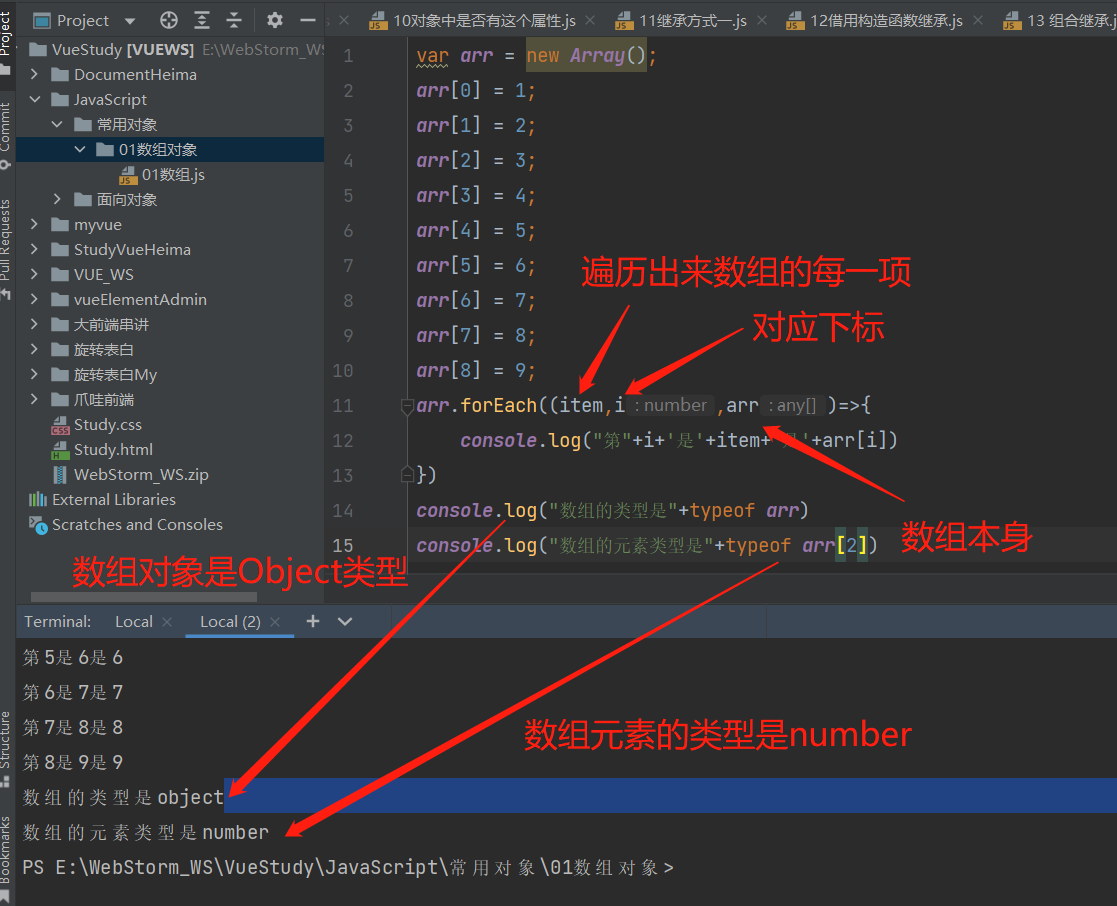 Project
10对象中是否有这个属性.js
11继承方式一.js
12借用构造函数继承.js
13 组合继承.j
Project
Commit
Pull Requests
Structure
Bookmarks
VueStudy [VUEWS] E:\WebStorm_WS
DocumentHeima
JavaScript
常用对象
01数组对象
01数组.js
面向对象
myvue
StudyVueHeima
VUE_WS
vueElementAdmin
大前端串讲
旋转表白
旋转表白My
爪哇前端
Study.css
Study.html
WebStorm_WS.zip
External Libraries
Scratches and Consoles
1 var arr = new Array();
2 arr[0] = 1;
3 arr[1] = 2;
4 arr[2] = 3;
5 arr[3] = 4;
6 arr[4] = 5;
7 arr[5] = 6;
8 arr[6] = 7;
9 arr[7] = 8;
10 arr[8] = 9;
11 arr.forEach((item,i : number ,arr : any[] )=>{
12 console.log("第"+i+'是'+item+'是'+arr[i])
13 })
14 console.log("数组的类型是"+typeof arr)
15 console.log("数组的元素类型是"+typeof arr[2])
遍历出来数组的每一项
对应下标
数组本身
数组对象是Object类型
数组元素的类型是number
Terminal: Local Local (2)
第5是6是6
第6是7是7
第7是8是8
第8是9是9
数组的类型是object
数组的元素类型是number
PS E:\WebStorm_WS\VueStudy\JavaScript\常用对象\01数组对象>